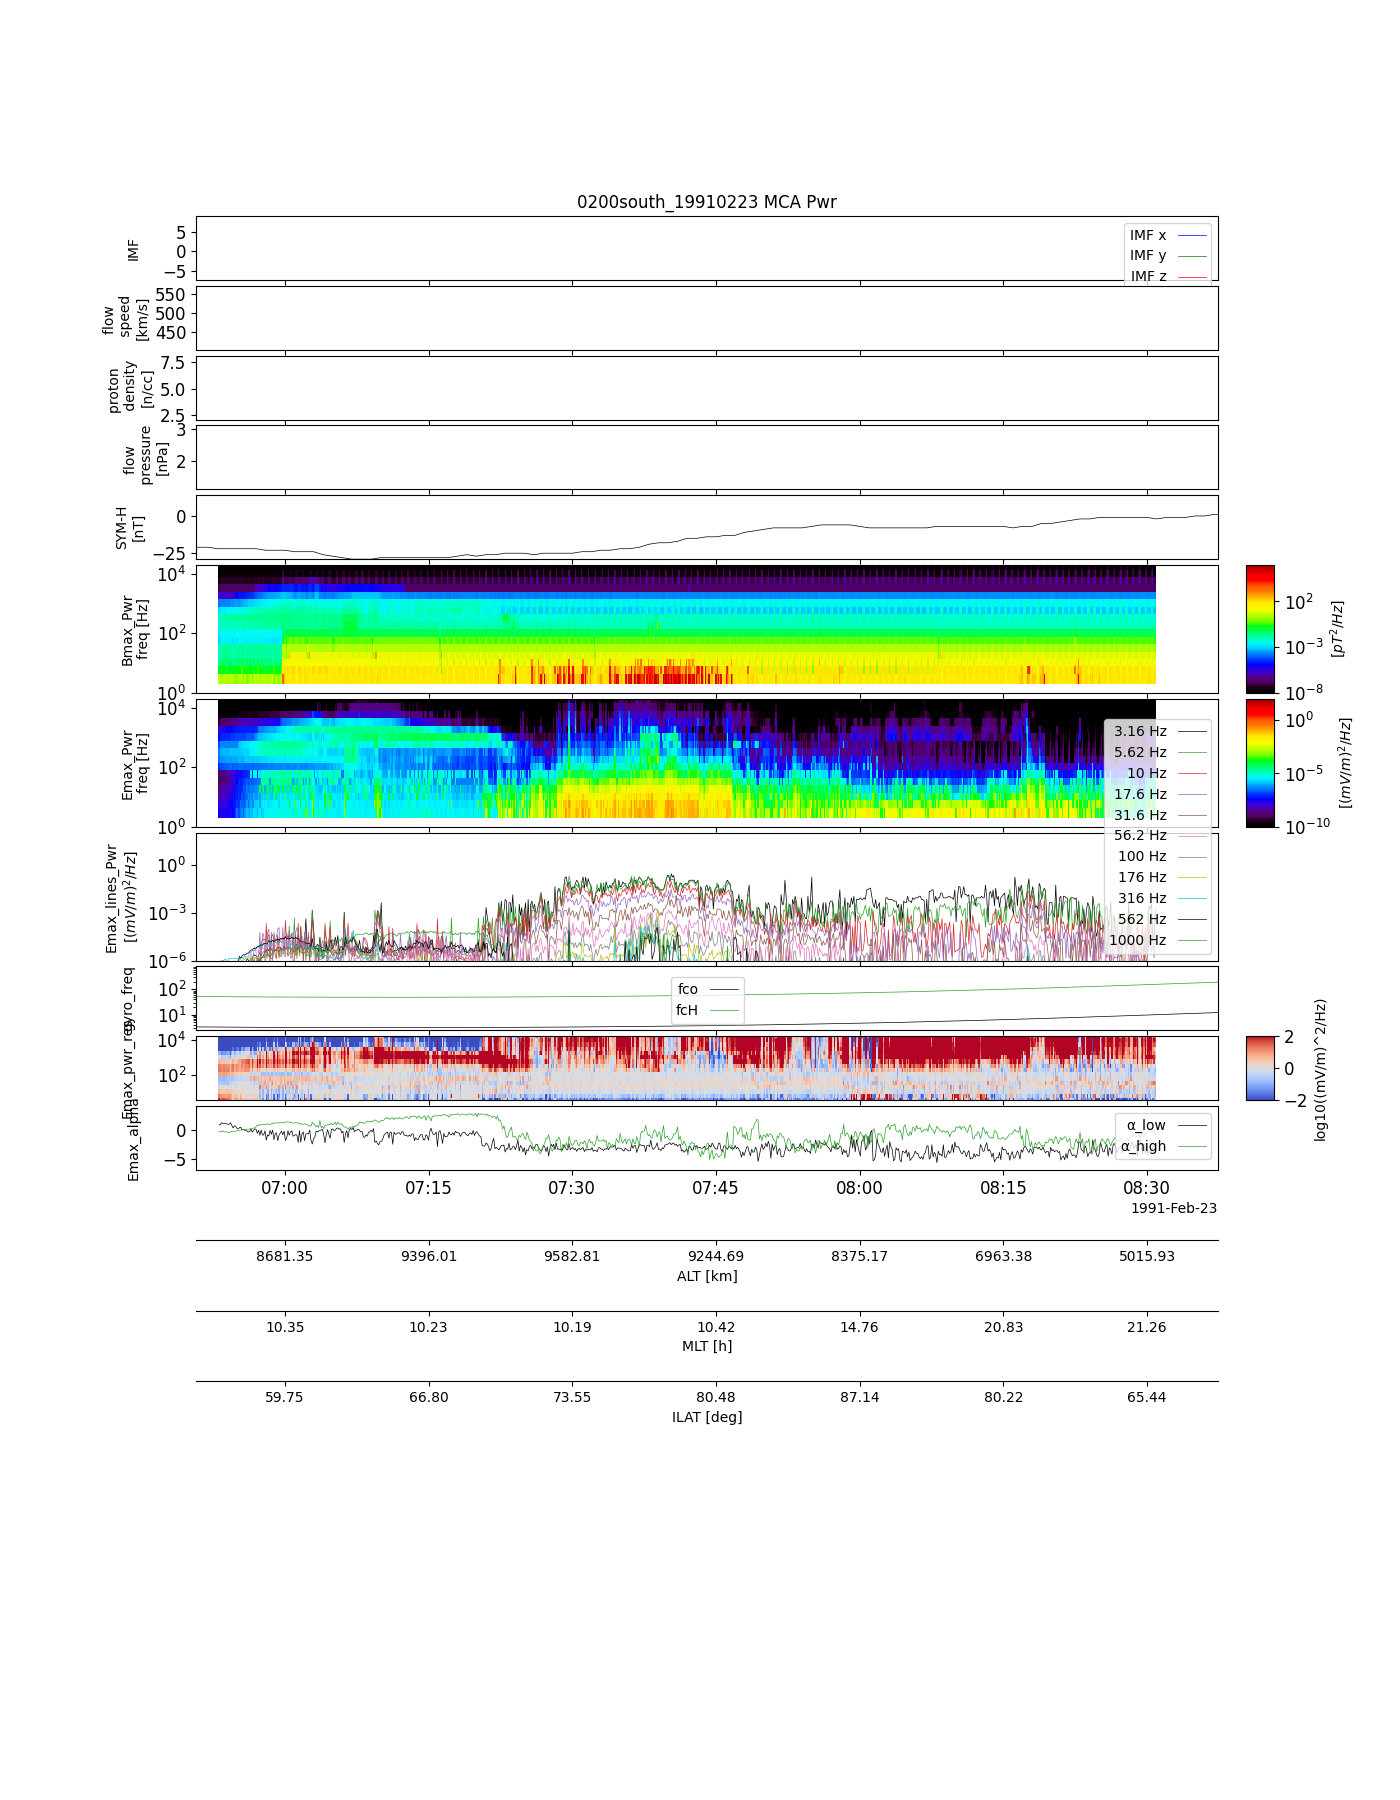 0200south_19910223 MCA Pwr
IMF
5
0
−5
IMF x
IMF y
IMF z
flow
speed
[km/s]
550
500
450
proton
density
[n/cc]
7.5
5.0
2.5
flow
pressure
[nPa]
3
2
SYM-H
[nT]
0
−25
Bmax_Pwr
freq [Hz]
10^4
10^2
10^0
10^2
10^−3
10^−8
[pT^2/Hz]
Emax_Pwr
freq [Hz]
10^4
10^2
10^0
10^0
10^−5
10^−10
[(mV/m)^2/Hz]
3.16 Hz
5.62 Hz
10 Hz
17.6 Hz
31.6 Hz
56.2 Hz
100 Hz
176 Hz
316 Hz
562 Hz
1000 Hz
Emax_lines_Pwr
[(mV/m)^2/Hz]
10^0
10^−3
10^−6
gyro_freq
10^2
10^1
fco
fcH
Emax_pwr_reg
10^4
10^2
2
0
−2
log10((mV/m)^2/Hz)
Emax_alpha
0
−5
α_low
α_high
07:00 07:15 07:30 07:45 08:00 08:15 08:30
1991-Feb-23
8681.35 9396.01 9582.81 9244.69 8375.17 6963.38 5015.93
ALT [km]
10.35 10.23 10.19 10.42 14.76 20.83 21.26
MLT [h]
59.75 66.80 73.55 80.48 87.14 80.22 65.44
ILAT [deg]